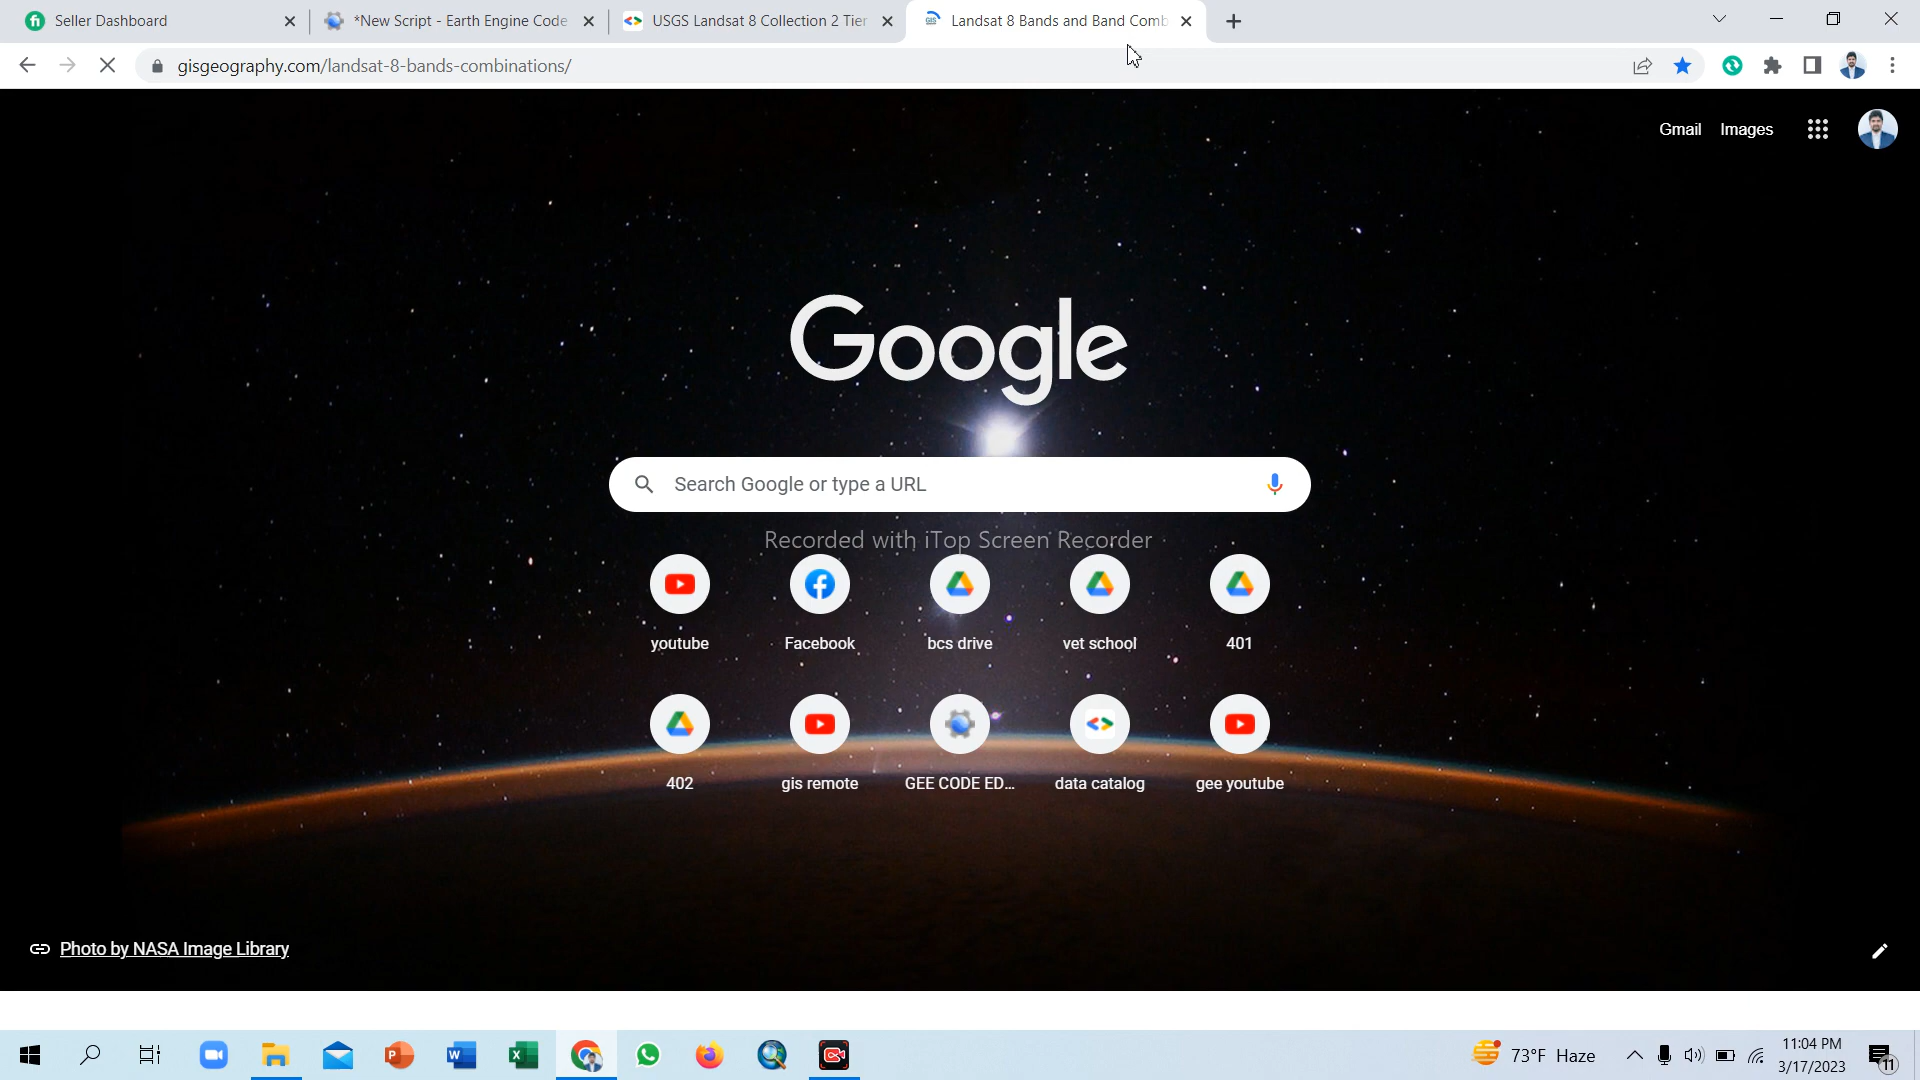 Seller Dashboard
*New Script - Earth Engine Code
USGS Landsat 8 Collection 2 Tier
Landsat 8 Bands and Band Comb
gisgeography.com/landsat-8-bands-combinations/
Gmail Images
Google
Search Google or type a URL
Recorded with iTop Screen Recorder
youtube Facebook bcs drive vet school 401
402 gis remote GEE CODE ED... data catalog gee youtube
Photo by NASA Image Library
73°F Haze
11:04 PM
3/17/2023
11